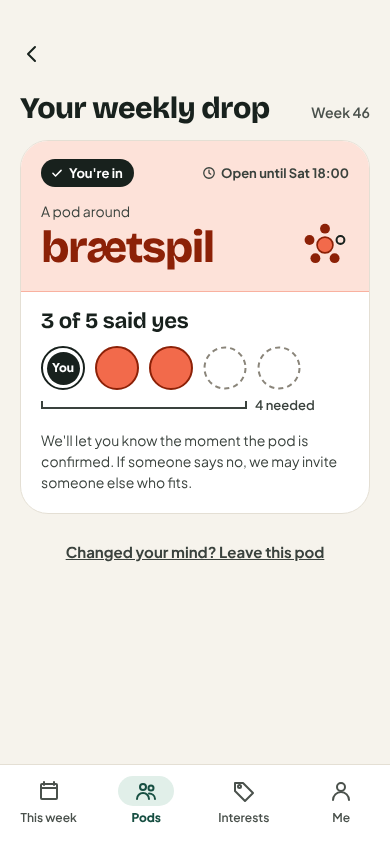 Your weekly drop
Week 46
You're in
Open until Sat 18:00
A pod around
brætspil
3 of 5 said yes
You
4 needed
We'll let you know the moment the pod is
confirmed. If someone says no, we may invite
someone else who fits.
Changed your mind? Leave this pod
This week
Pods
Interests
Me